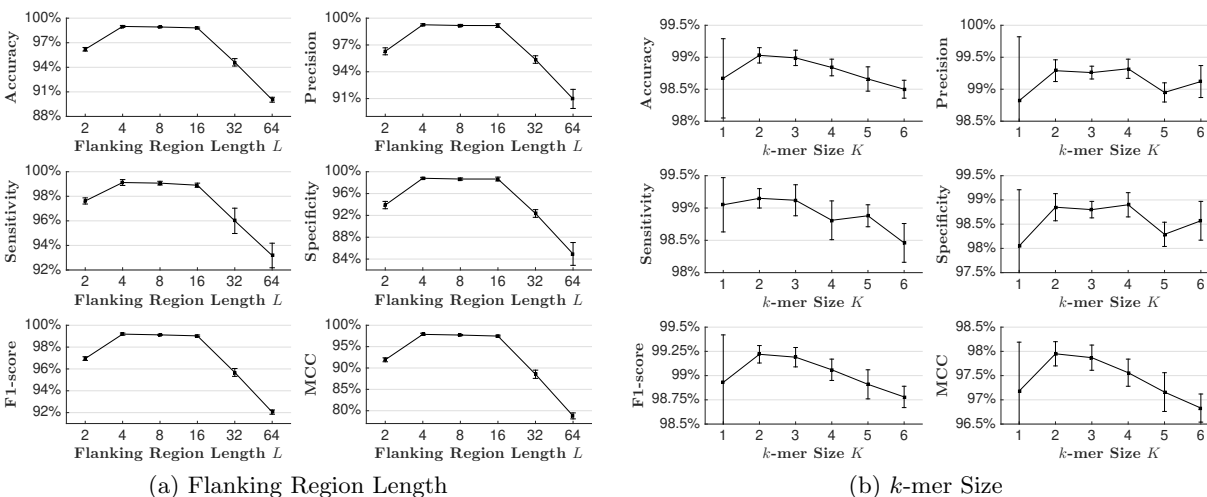 Accuracy
100%
97%
94%
91%
88%
2 4 8 16 32 64
Flanking Region Length L
Precision
100%
97%
94%
91%
2 4 8 16 32 64
Flanking Region Length L
Sensitivity
100%
98%
96%
94%
92%
2 4 8 16 32 64
Flanking Region Length L
Specificity
100%
96%
92%
88%
84%
2 4 8 16 32 64
Flanking Region Length L
F1-score
100%
98%
96%
94%
92%
2 4 8 16 32 64
Flanking Region Length L
MCC
100%
95%
90%
85%
80%
2 4 8 16 32 64
Flanking Region Length L
(a) Flanking Region Length
Accuracy
99.5%
99%
98.5%
98%
1 2 3 4 5 6
k-mer Size K
Precision
100%
99.5%
99%
98.5%
1 2 3 4 5 6
k-mer Size K
Sensitivity
99.5%
99%
98.5%
98%
1 2 3 4 5 6
k-mer Size K
Specificity
99.5%
99%
98.5%
98%
97.5%
1 2 3 4 5 6
k-mer Size K
F1-score
99.5%
99.25%
99%
98.75%
98.5%
1 2 3 4 5 6
k-mer Size K
MCC
98.5%
98%
97.5%
97%
96.5%
1 2 3 4 5 6
k-mer Size K
(b) k-mer Size